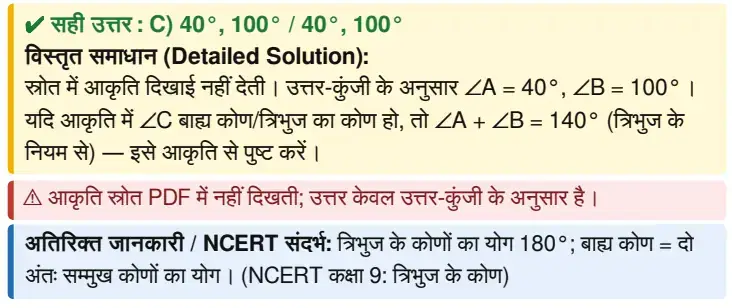 ✔ सही उत्तर : C) 40°, 100° / 40°, 100°
विस्तृत समाधान (Detailed Solution):
स्रोत में आकृति दिखाई नहीं देती। उत्तर-कुंजी के अनुसार ∠A = 40°, ∠B = 100° ।
यदि आकृति में ∠C बाह्य कोण/त्रिभुज का कोण हो, तो ∠A + ∠B = 140° (त्रिभुज के
नियम से) — इसे आकृति से पुष्ट करें।
⚠ आकृति स्रोत PDF में नहीं दिखती; उत्तर केवल उत्तर-कुंजी के अनुसार है।
अतिरिक्त जानकारी / NCERT संदर्भ: त्रिभुज के कोणों का योग 180°; बाह्य कोण = दो
अंतः सम्मुख कोणों का योग। (NCERT कक्षा 9: त्रिभुज के कोण)